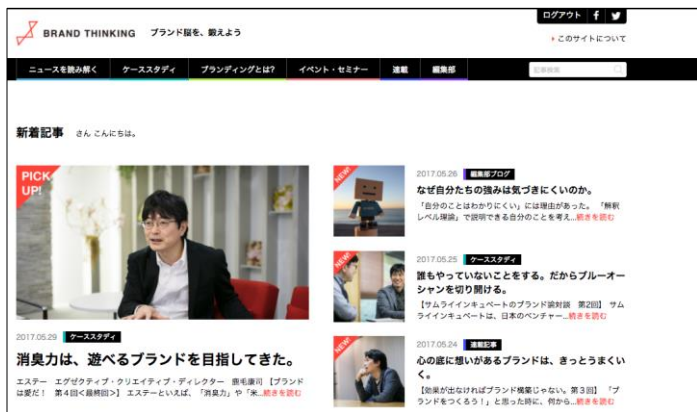 ログアウト
BRAND THINKING ブランド脳を、鍛えよう
このサイトについて
ニュースを読み解く ケーススタディ ブランディングとは? イベント・セミナー 連載 編集部 記事検索
新着記事 さん こんにちは。
PICK UP!
2017.05.29 ケーススタディ
消臭力は、遊べるブランドを目指してきた。
エステー エグゼクティブ・クリエイティブ・ディレクター 鹿毛康司 【ブランド
は愛だ! 第4回<最終回>】 エステーといえば、「消臭力」や「米...続きを読む
NEW!
2017.05.26 編集部ブログ
なぜ自分たちの強みは気づきにくいのか。
「自分のことはわかりにくい」には理由があった。 「解釈
レベル理論」で説明できる自分のことを考え...続きを読む
NEW!
2017.05.25 ケーススタディ
誰もやっていないことをする。だからブルーオー
シャンを切り開ける。
【サムライインキュベートのブランド論対談 第2回】 サム
ライインキュベートは、日本のベンチャー...続きを読む
NEW!
2017.05.24 連載記事
心の底に想いがあるブランドは、きっとうまくい
く。
【効果が出なければブランド構築じゃない。第3回】 「ブ
ランドをつくろう!」と思った時に、何から...続きを読む